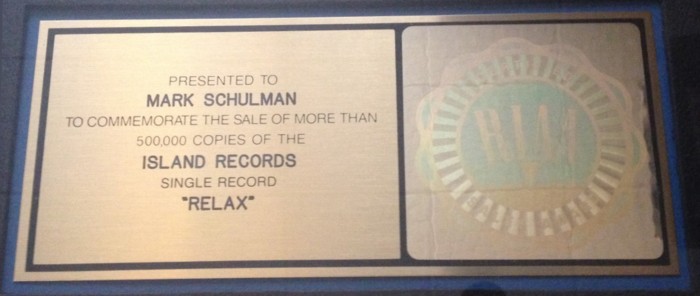 PRESENTED TO
MARK SCHULMAN
TO COMMEMORATE THE SALE OF MORE THAN
500,000 COPIES OF THE
ISLAND RECORDS
SINGLE RECORD
"RELAX"
RIAA